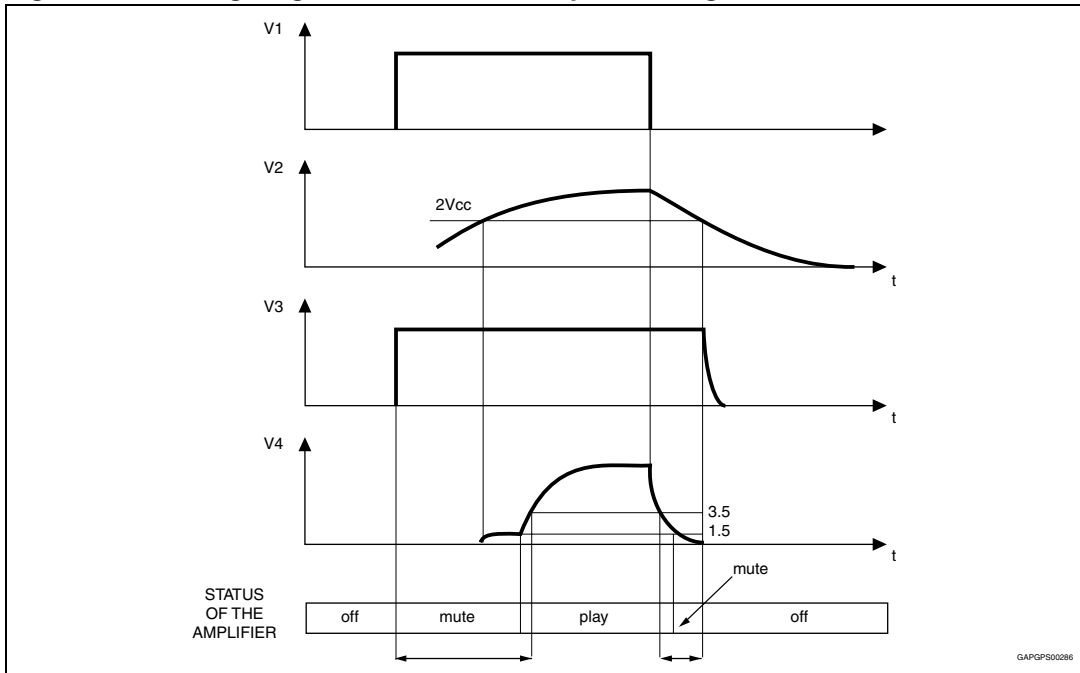 V1
V2
2Vcc
t
V3
t
V4
3.5
1.5
t
mute
STATUS
OF THE
AMPLIFIER
off
mute
play
off
GAPGPS00286